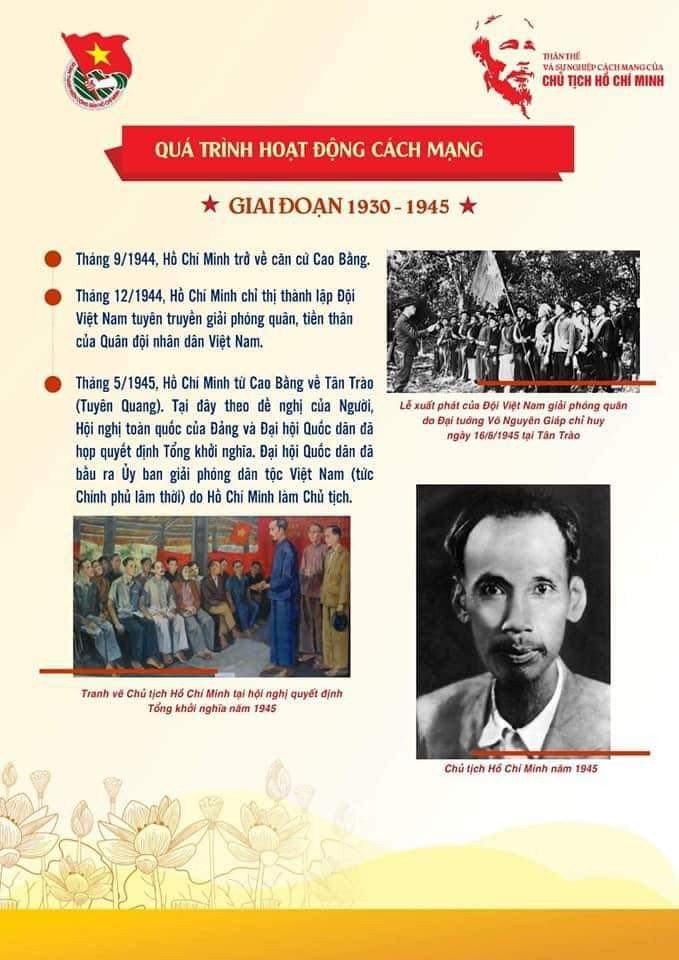 THÂN THẾ
VÀ SỰ NGHIỆP CÁCH MẠNG CỦA
CHỦ TỊCH HỒ CHÍ MINH
QUÁ TRÌNH HOẠT ĐỘNG CÁCH MẠNG
GIAI ĐOẠN 1930 - 1945
Tháng 9/1944, Hồ Chí Minh trở về căn cứ Cao Bằng.
Tháng 12/1944, Hồ Chí Minh chỉ thị thành lập Đội
Việt Nam tuyên truyền giải phóng quân, tiền thân
của Quân đội nhân dân Việt Nam.
Tháng 5/1945, Hồ Chí Minh từ Cao Bằng về Tân Trào
(Tuyên Quang). Tại đây theo đề nghị của Người,
Hội nghị toàn quốc của Đảng và Đại hội Quốc dân đã
họp quyết định Tổng khởi nghĩa. Đại hội Quốc dân đã
bầu ra Ủy ban giải phóng dân tộc Việt Nam (tức
Chính phủ lâm thời) do Hồ Chí Minh làm Chủ tịch.
Lễ xuất phát của Đội Việt Nam giải phóng quân
do Đại tướng Võ Nguyên Giáp chỉ huy
ngày 16/8/1945 tại Tân Trào
Tranh vẽ Chủ tịch Hồ Chí Minh tại hội nghị quyết định
Tổng khởi nghĩa năm 1945
Chủ tịch Hồ Chí Minh năm 1945